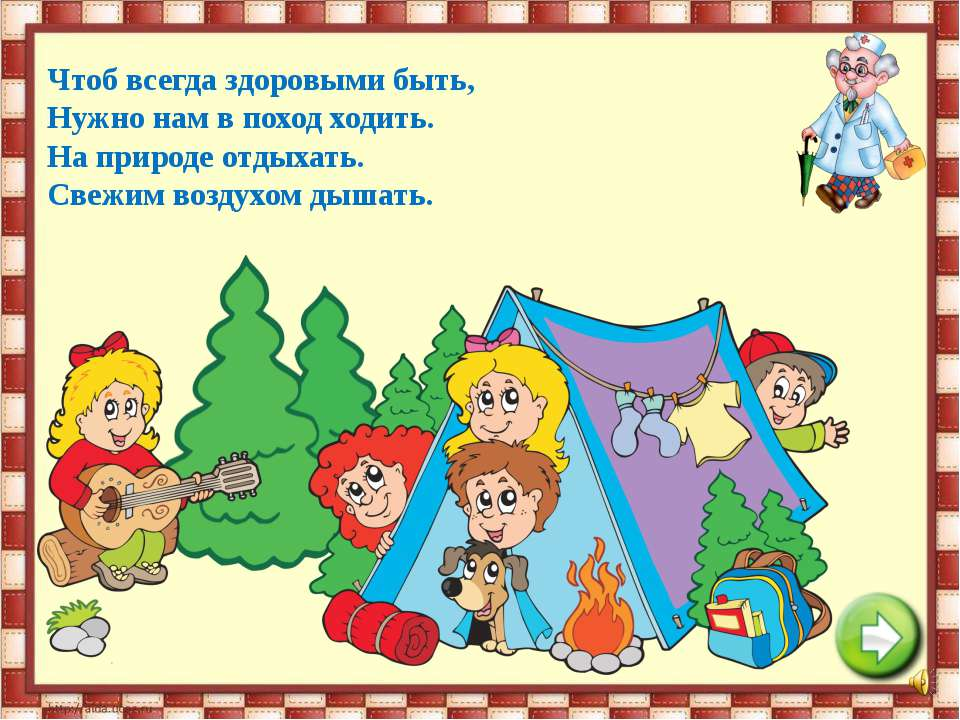 Чтоб всегда здоровыми быть,
Нужно нам в поход ходить.
На природе отдыхать.
Свежим воздухом дышать.